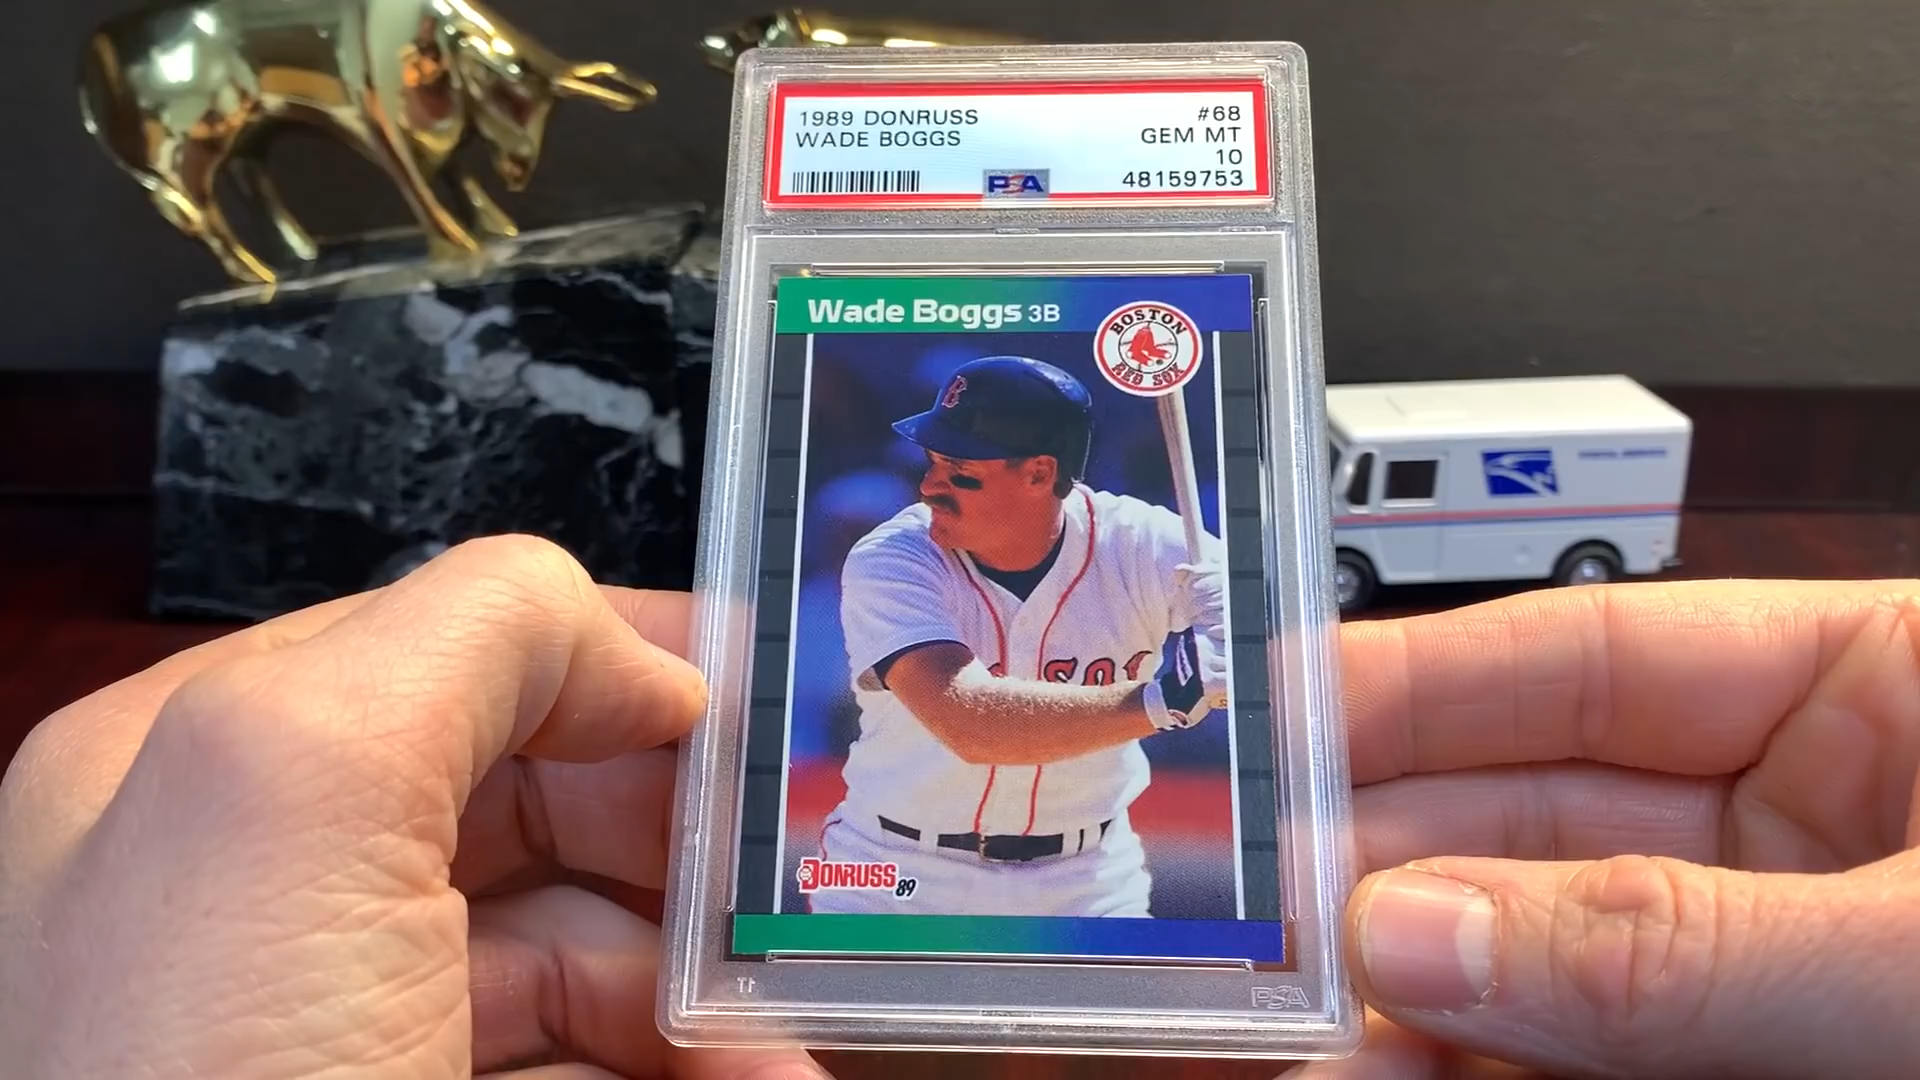 1989 DONRUSS #68
WADE BOGGS GEM MT
10
PSA 48159753
Wade Boggs 3B
BOSTON
RED SOX
B
SOX
DONRUSS 89
PSA